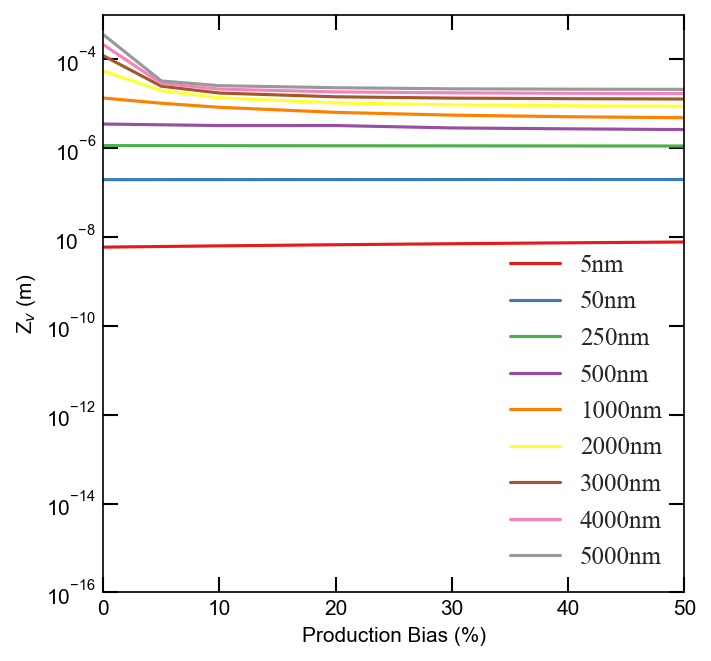 10⁻⁴
10⁻⁶
10⁻⁸
10⁻¹⁰
10⁻¹²
10⁻¹⁴
10⁻¹⁶
Zᵥ (m)
5nm
50nm
250nm
500nm
1000nm
2000nm
3000nm
4000nm
5000nm
0 10 20 30 40 50
Production Bias (%)